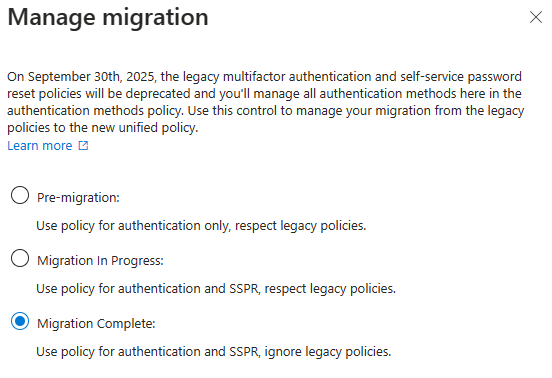 Manage migration
On September 30th, 2025, the legacy multifactor authentication and self-service password
reset policies will be deprecated and you'll manage all authentication methods here in the
authentication methods policy. Use this control to manage your migration from the legacy
policies to the new unified policy.
Learn more
Pre-migration:
Use policy for authentication only, respect legacy policies.
Migration In Progress:
Use policy for authentication and SSPR, respect legacy policies.
Migration Complete:
Use policy for authentication and SSPR, ignore legacy policies.